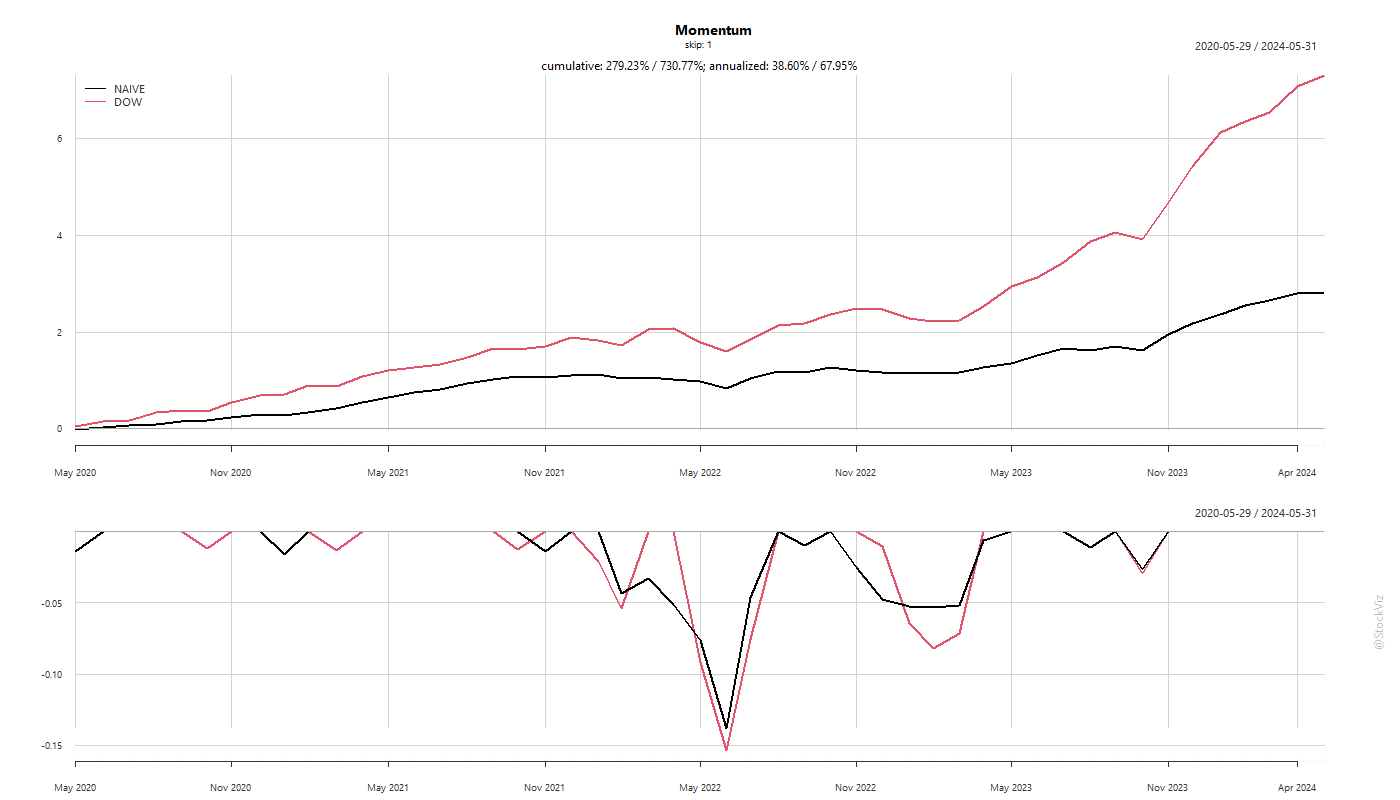 Momentum
skip: 1
2020-05-29 / 2024-05-31
cumulative: 279.23% / 730.77%; annualized: 38.60% / 67.95%
NAIVE
DOW
6
4
2
0
May 2020 Nov 2020 May 2021 Nov 2021 May 2022 Nov 2022 May 2023 Nov 2023 Apr 2024
2020-05-29 / 2024-05-31
-0.05
-0.10
-0.15
May 2020 Nov 2020 May 2021 Nov 2021 May 2022 Nov 2022 May 2023 Nov 2023 Apr 2024
@StockViz